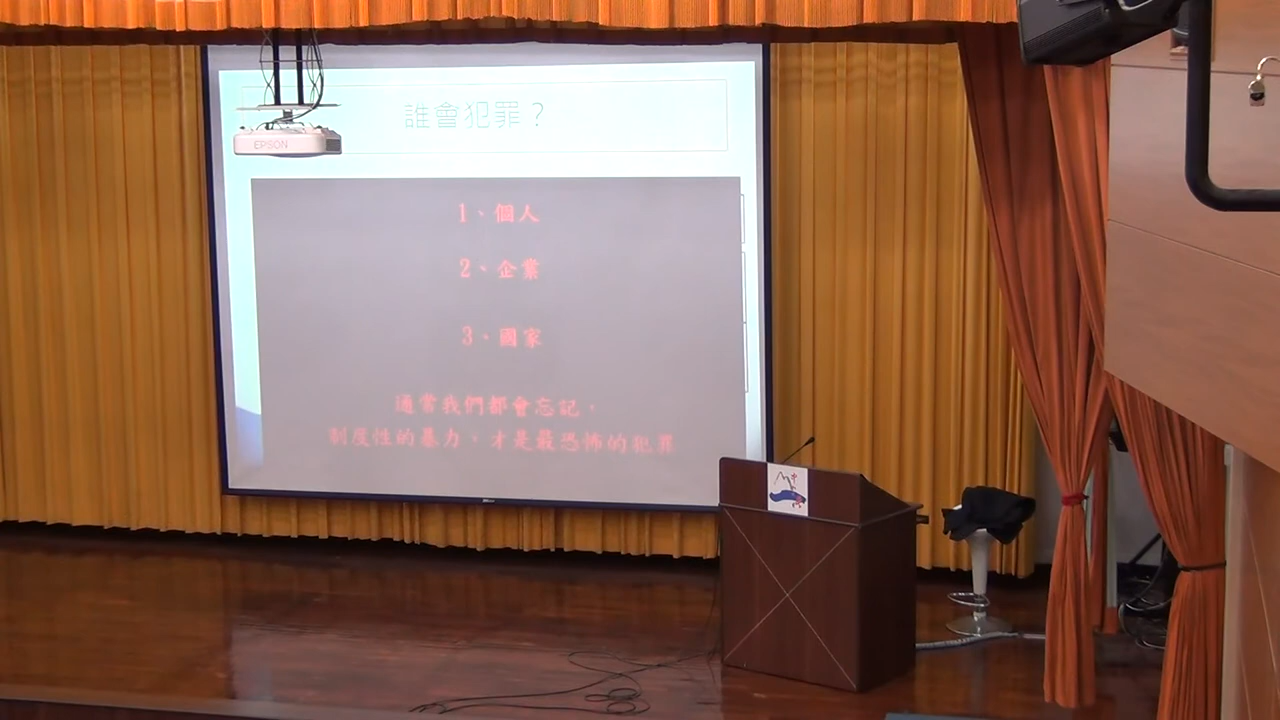 誰會犯罪？
EPSON
1、個人
2、企業
3、國家
通常我們都會忘記，
制度性的暴力，才是最恐怖的犯罪